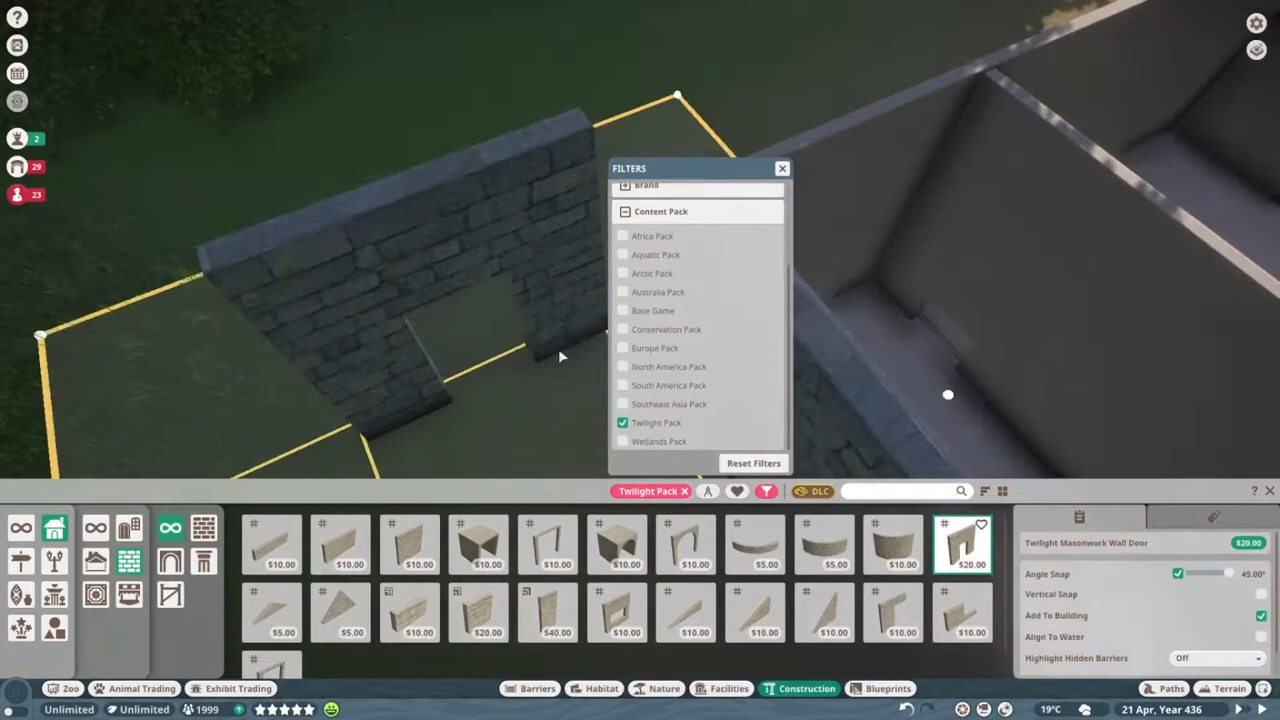 ?
2
29
23
FILTERS
Brand
Content Pack
Africa Pack
Aquatic Pack
Arctic Pack
Australia Pack
Base Game
Conservation Pack
Europe Pack
North America Pack
South America Pack
Southeast Asia Pack
Twilight Pack
Wetlands Pack
Reset Filters
Twilight Pack
DLC
?
$10.00 $10.00 $10.00 $10.00 $10.00 $10.00 $10.00 $5.00 $5.00 $10.00 $20.00
$5.00 $5.00 $10.00 $20.00 $40.00 $10.00 $10.00 $10.00 $10.00 $10.00 $10.00
Twilight Masonwork Wall Door $20.00
Angle Snap 45.00°
Vertical Snap
Add To Building
Align To Water
Highlight Hidden Barriers Off
Zoo Animal Trading Exhibit Trading Barriers Habitat Nature Facilities Construction Blueprints Paths Terrain
Unlimited Unlimited 1999 19°C 21 Apr, Year 436